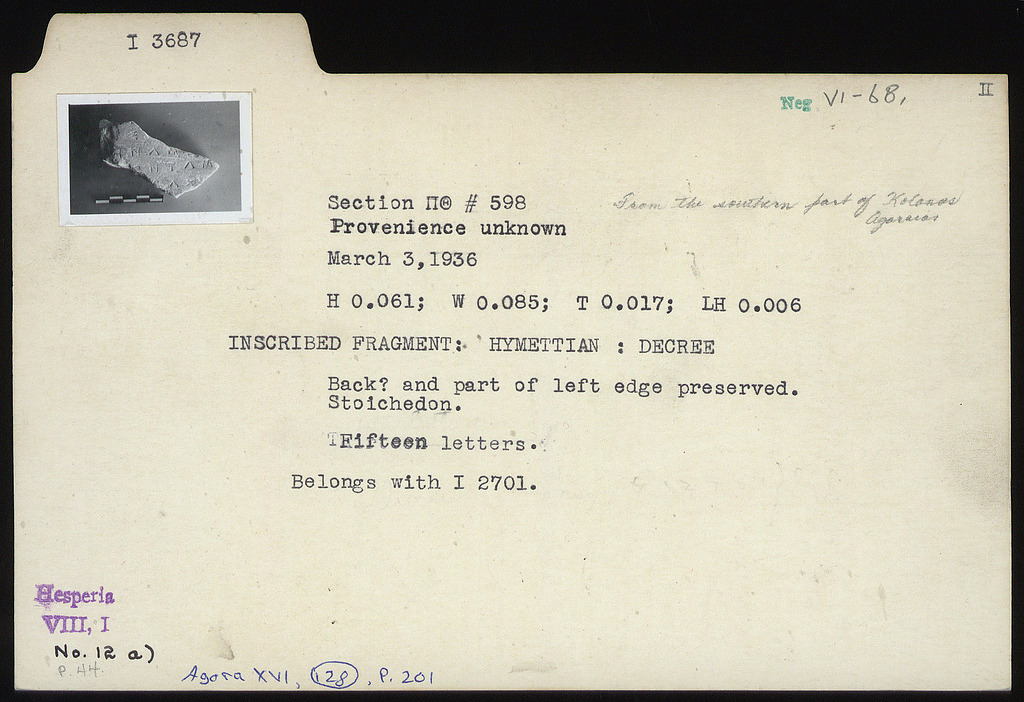 I 3687
Neg VI-68,
II
Section ΠΘ # 598
From the southern part of Kolonos
Agoraios
Provenience unknown
March 3,1936
H 0.061; W 0.085; T 0.017; LH 0.006
INSCRIBED FRAGMENT: HYMETTIAN : DECREE
Back? and part of left edge preserved.
Stoichedon.
Fifteen letters.
Belongs with I 2701.
Hesperia
VIII, I
No. 12 a)
P. 44.
Agora XVI, 128, P. 201